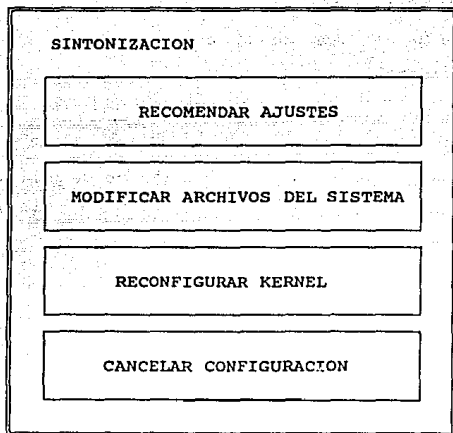 SINTONIZACION
RECOMENDAR AJUSTES
MODIFICAR ARCHIVOS DEL SISTEMA
RECONFIGURAR KERNEL
CANCELAR CONFIGURACION